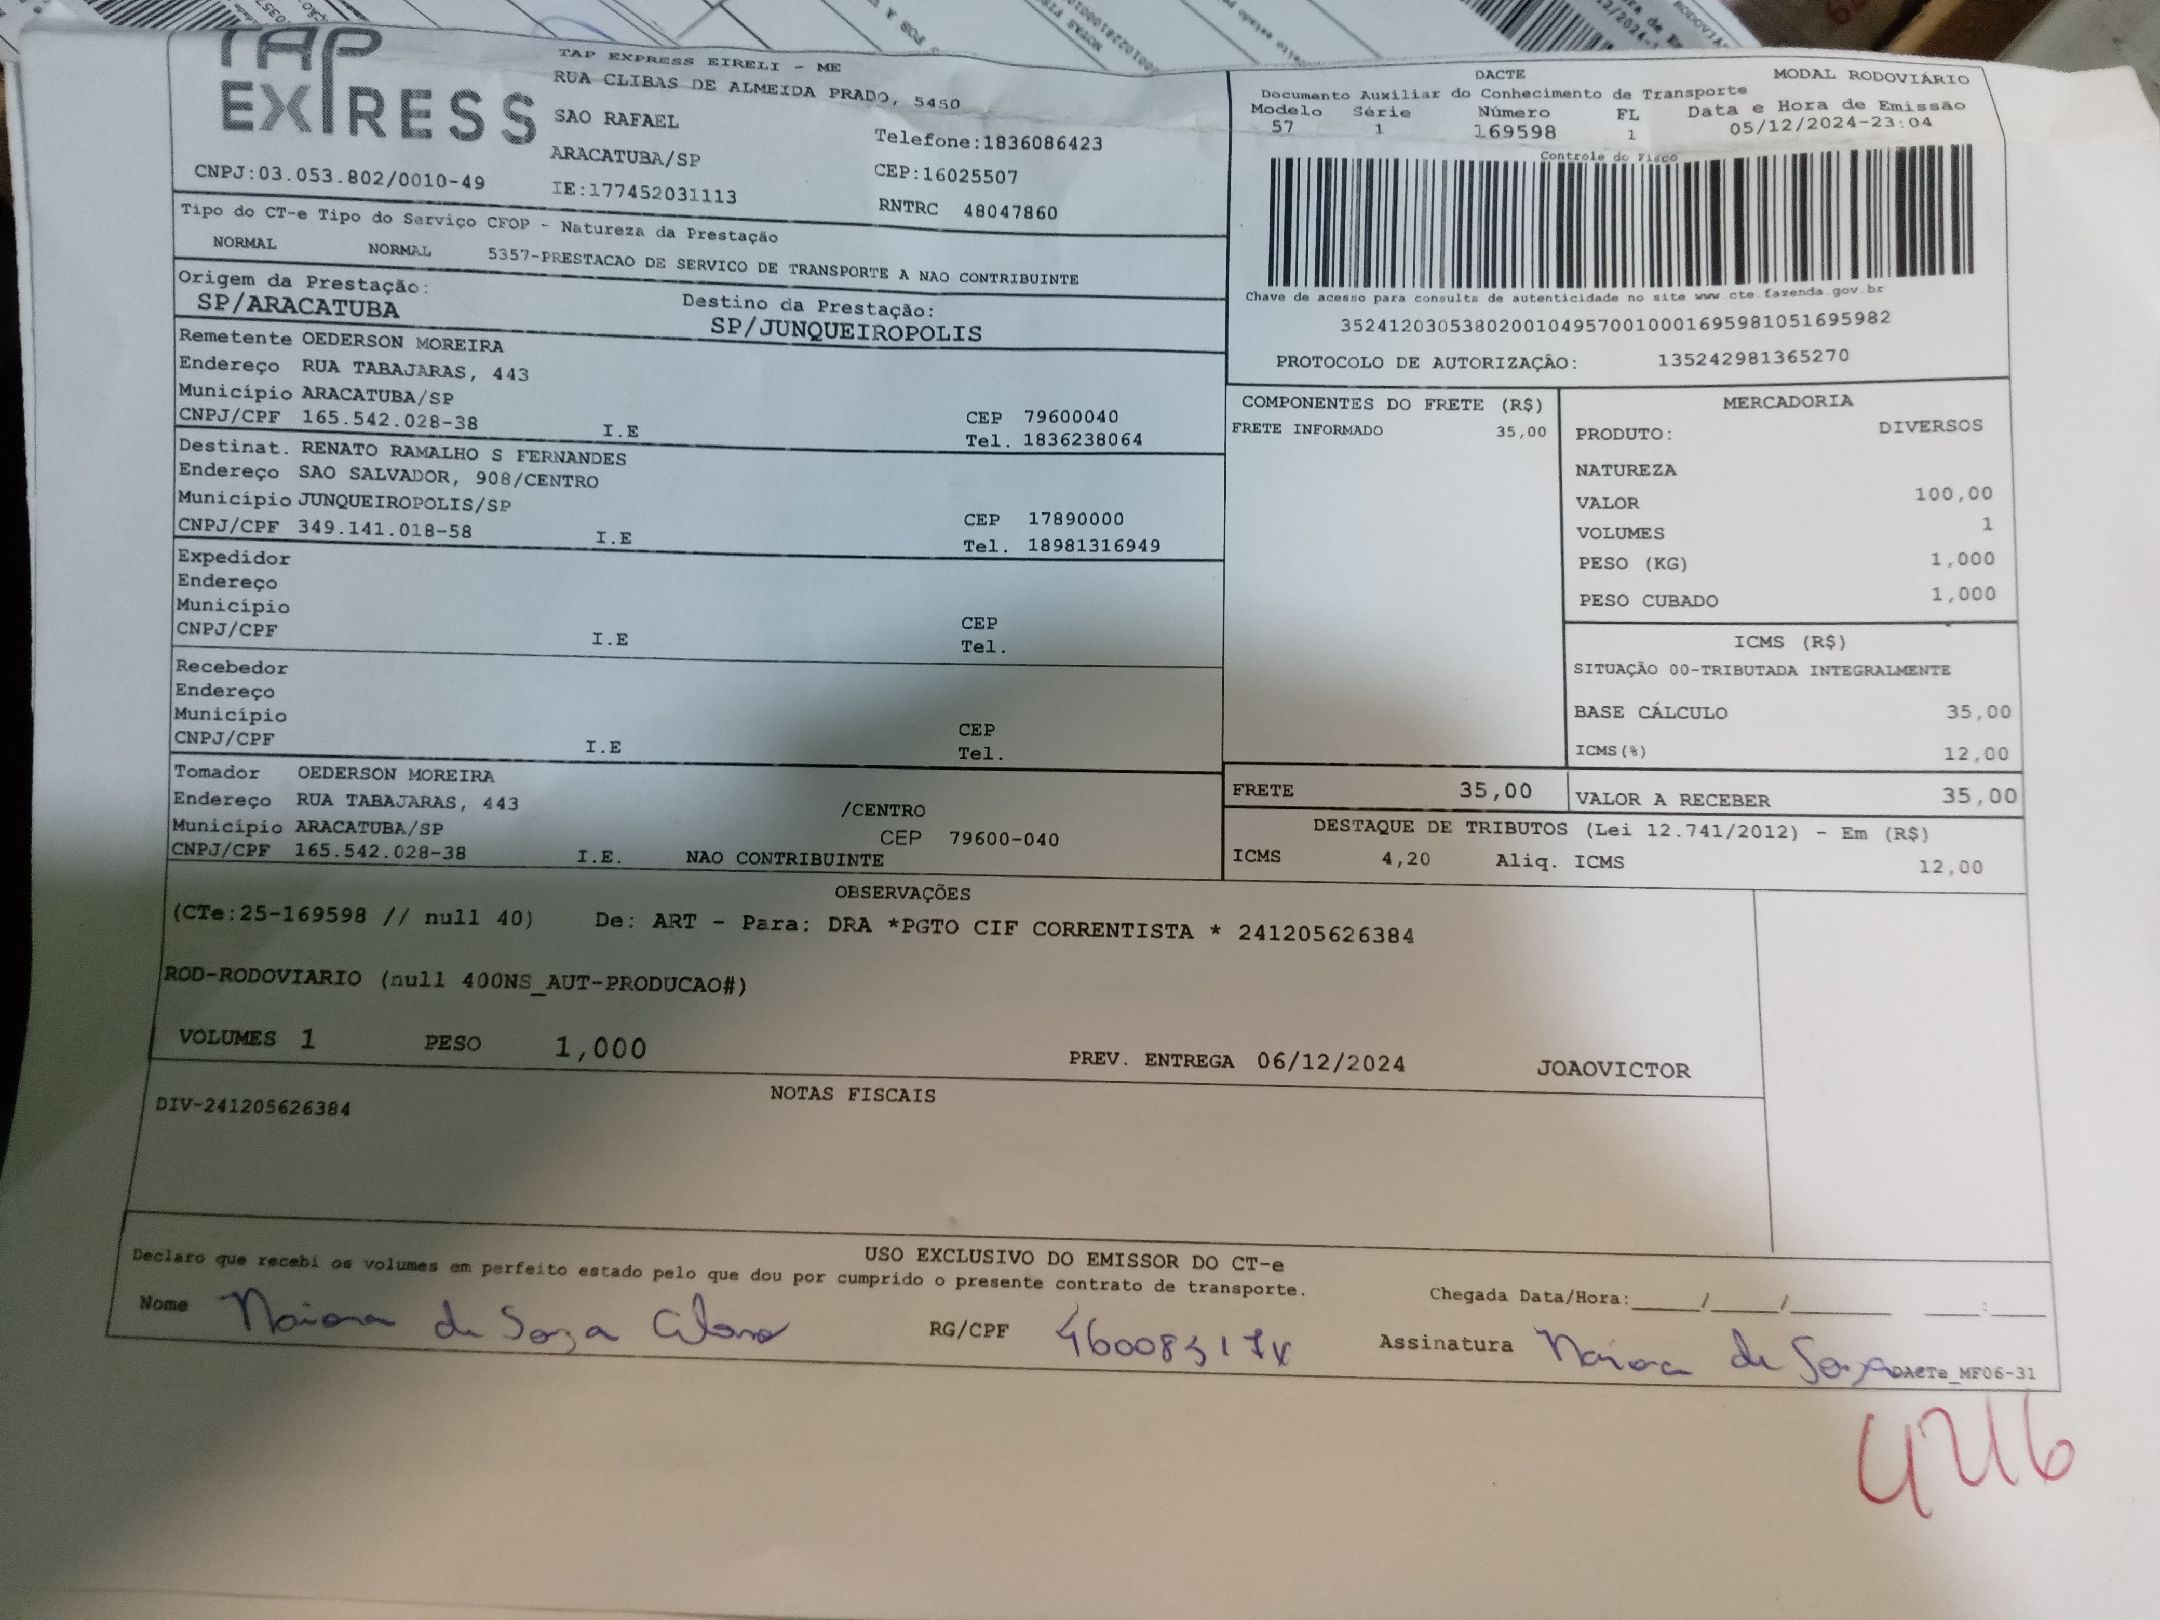 TAP
EXPRESS
TAP EXPRESS EIRELI - ME
RUA CLIBAS DE ALMEIDA PRADO, 5450
SAO RAFAEL
Telefone:1836086423
ARACATUBA/SP
CEP:16025507
CNPJ:03.053.802/0010-49
IE:177452031113
RNTRC 48047860
DACTE MODAL RODOVIÁRIO
Documento Auxiliar do Conhecimento de Transporte
Modelo Série Número FL Data e Hora de Emissão
57 1 169598 1 05/12/2024-23:04
Controle do Fisco
Chave de acesso para consulta de autenticidade no site www.cte.fazenda.gov.br
35241203053802001049570010001695981051695982
PROTOCOLO DE AUTORIZAÇÃO: 135242981365270
Tipo do CT-e Tipo do Serviço CFOP - Natureza da Prestação
NORMAL NORMAL 5357-PRESTACAO DE SERVICO DE TRANSPORTE A NAO CONTRIBUINTE
Origem da Prestação: Destino da Prestação:
SP/ARACATUBA SP/JUNQUEIROPOLIS
Remetente OEDERSON MOREIRA
Endereço RUA TABAJARAS, 443
Município ARACATUBA/SP CEP 79600040
CNPJ/CPF 165.542.028-38 I.E Tel. 1836238064
Destinat. RENATO RAMALHO S FERNANDES
Endereço SAO SALVADOR, 908/CENTRO
Município JUNQUEIROPOLIS/SP CEP 17890000
CNPJ/CPF 349.141.018-58 I.E Tel. 18981316949
Expedidor
Endereço
Município CEP
CNPJ/CPF I.E Tel.
Recebedor
Endereço
Município CEP
CNPJ/CPF I.E Tel.
Tomador OEDERSON MOREIRA
Endereço RUA TABAJARAS, 443 /CENTRO
Município ARACATUBA/SP CEP 79600-040
CNPJ/CPF 165.542.028-38 I.E. NAO CONTRIBUINTE
COMPONENTES DO FRETE (R$)
FRETE INFORMADO 35,00
MERCADORIA
PRODUTO: DIVERSOS
NATUREZA
VALOR 100,00
VOLUMES 1
PESO (KG) 1,000
PESO CUBADO 1,000
ICMS (R$)
SITUAÇÃO 00-TRIBUTADA INTEGRALMENTE
BASE CÁLCULO 35,00
ICMS(%) 12,00
FRETE 35,00 VALOR A RECEBER 35,00
DESTAQUE DE TRIBUTOS (Lei 12.741/2012) - Em (R$)
ICMS 4,20 Aliq. ICMS 12,00
OBSERVAÇÕES
(CTe:25-169598 // null 40) De: ART - Para: DRA *PGTO CIF CORRENTISTA * 241205626384
ROD-RODOVIARIO (null 400NS_AUT-PRODUCAO#)
VOLUMES 1 PESO 1,000 PREV. ENTREGA 06/12/2024 JOAOVICTOR
NOTAS FISCAIS
DIV-241205626384
USO EXCLUSIVO DO EMISSOR DO CT-e
Declaro que recebi os volumes em perfeito estado pelo que dou por cumprido o presente contrato de transporte.
Chegada Data/Hora:_____/_____/_______ ____:____
Nome de Souza RG/CPF Assinatura de Souza
DACTe_MF06-31